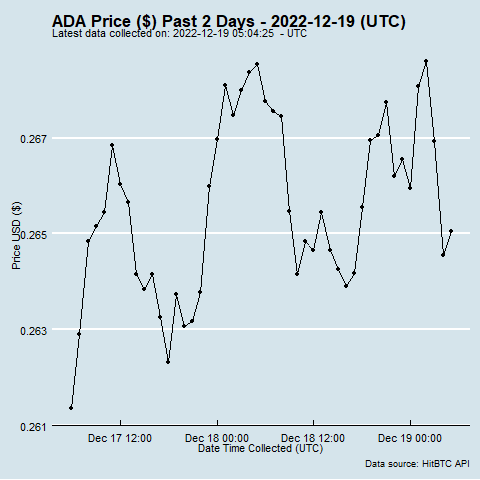 ADA Price ($) Past 2 Days - 2022-12-19 (UTC)
Latest data collected on: 2022-12-19 05:04:25  - UTC
Price USD ($)
0.267
0.265
0.263
0.261
Dec 17 12:00
Dec 18 00:00
Dec 18 12:00
Dec 19 00:00
Date Time Collected (UTC)
Data source: HitBTC API